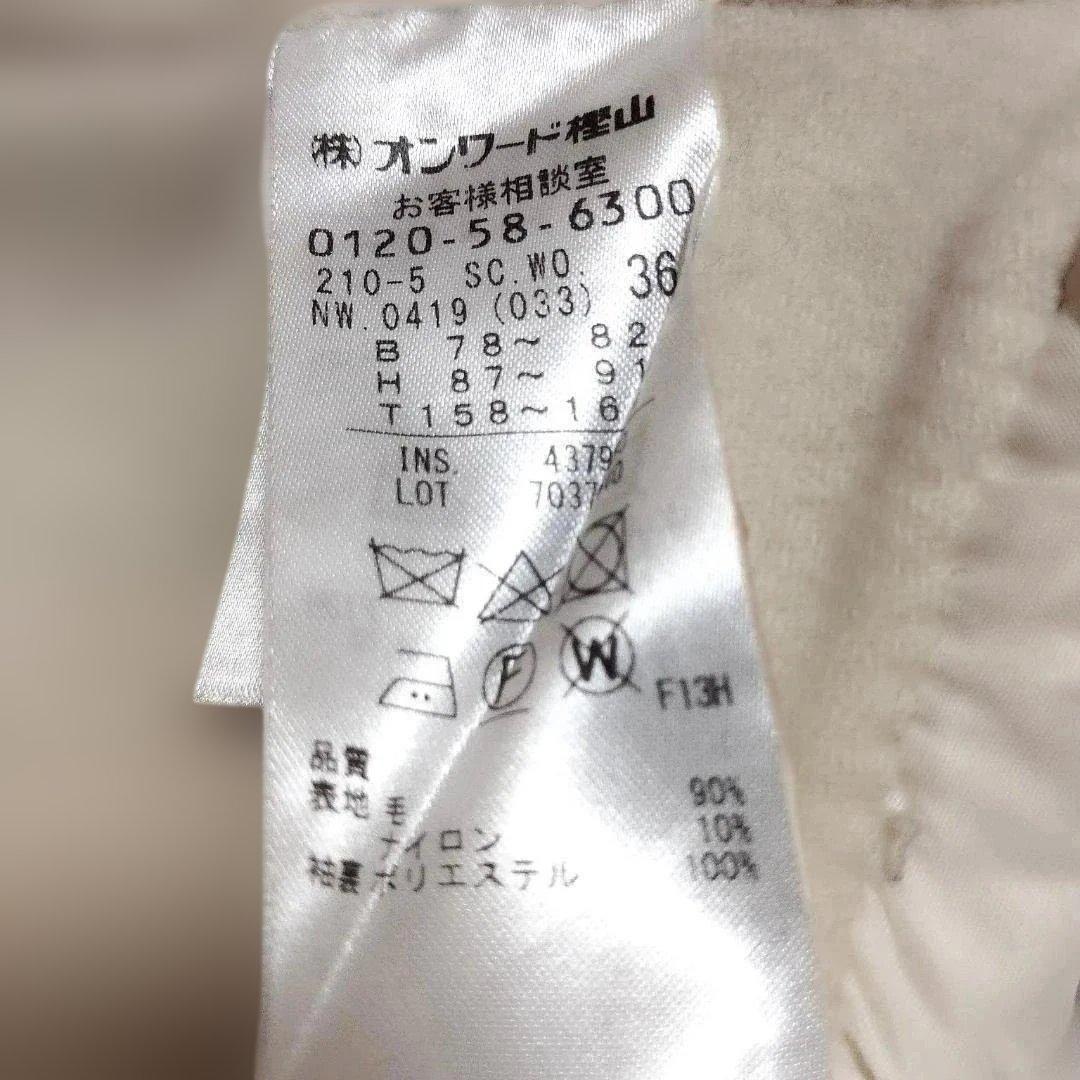 (株)オンワード樫山
お客様相談室
0120-58-6300
210-5 SC.WO. 36
NW.0419 (033)
B 78~ 82
H 87~ 91
T158~16
INS.
LOT
F
W
F13H
品質
表地 毛 90%
ナイロン 10%
袖裏 ポリエステル 100%